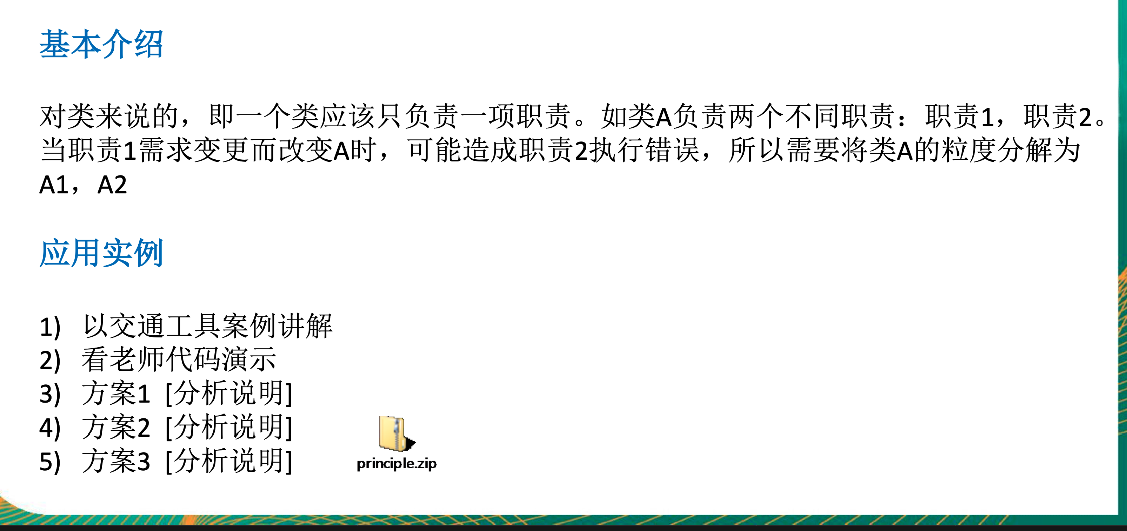 基本介绍
对类来说的，即一个类应该只负责一项职责。如类A负责两个不同职责：职责1，职责2。
当职责1需求变更而改变A时，可能造成职责2执行错误，所以需要将类A的粒度分解为
A1，A2
应用实例
1) 以交通工具案例讲解
2) 看老师代码演示
3) 方案1 [分析说明]
4) 方案2 [分析说明]
5) 方案3 [分析说明]
principle.zip